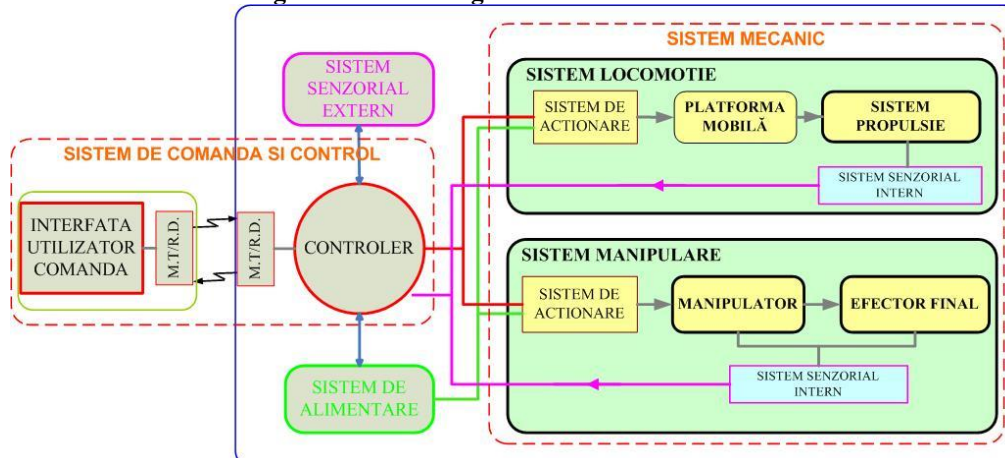 SISTEM MECANIC
SISTEM
SENZORIAL
EXTERN
SISTEM LOCOMOTIE
SISTEM DE
ACTIONARE
PLATFORMA
MOBILĂ
SISTEM
PROPULSIE
SISTEM SENZORIAL
INTERN
SISTEM DE COMANDA SI CONTROL
INTERFATA
UTILIZATOR
COMANDA
M.T/R.D.
M.T/R.D.
CONTROLER
SISTEM MANIPULARE
SISTEM DE
ACTIONARE
MANIPULATOR
EFECTOR FINAL
SISTEM SENZORIAL
INTERN
SISTEM DE
ALIMENTARE